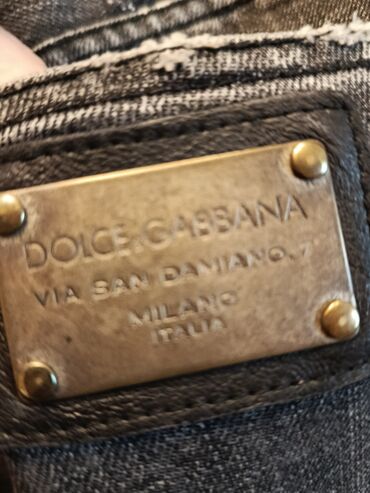 DOLCE & GABBANA
VIA SAN DAMIANO, 7
MILANO
ITALIA